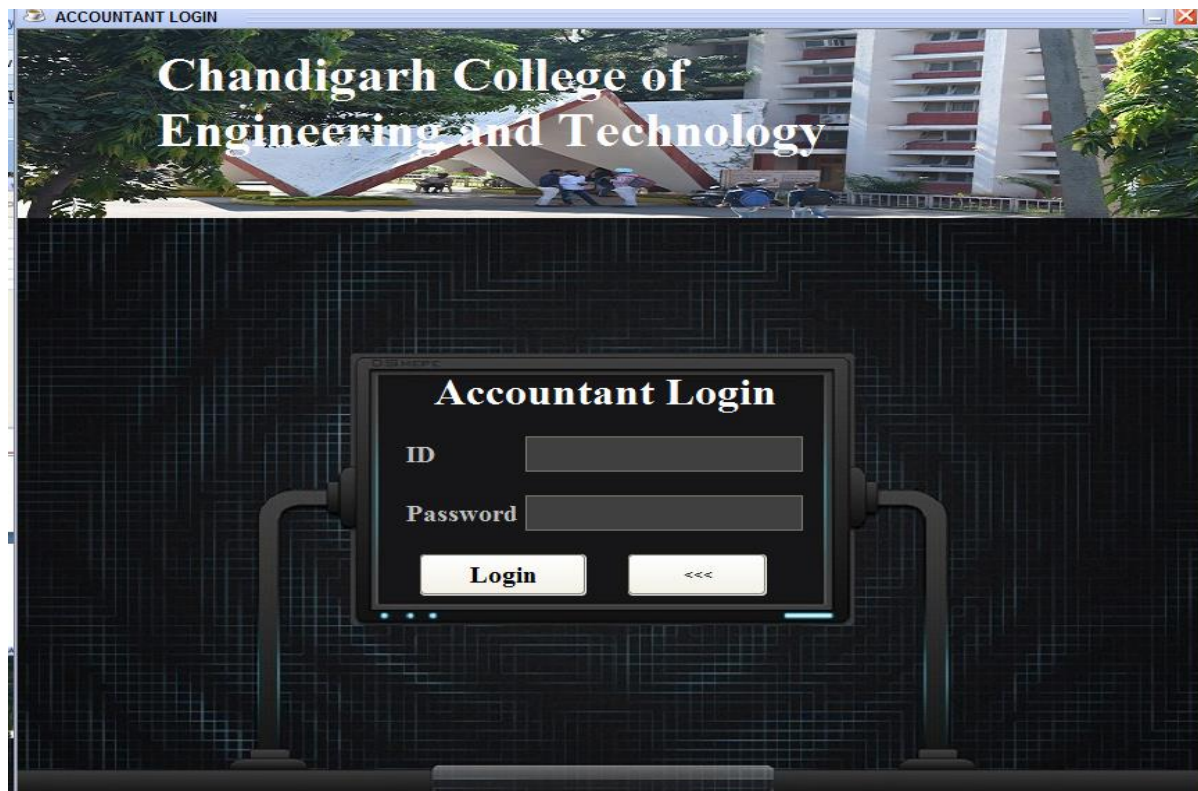 ACCOUNTANT LOGIN
Chandigarh College of
Engineering and Technology
Accountant Login
ID
Password
Login
<<<